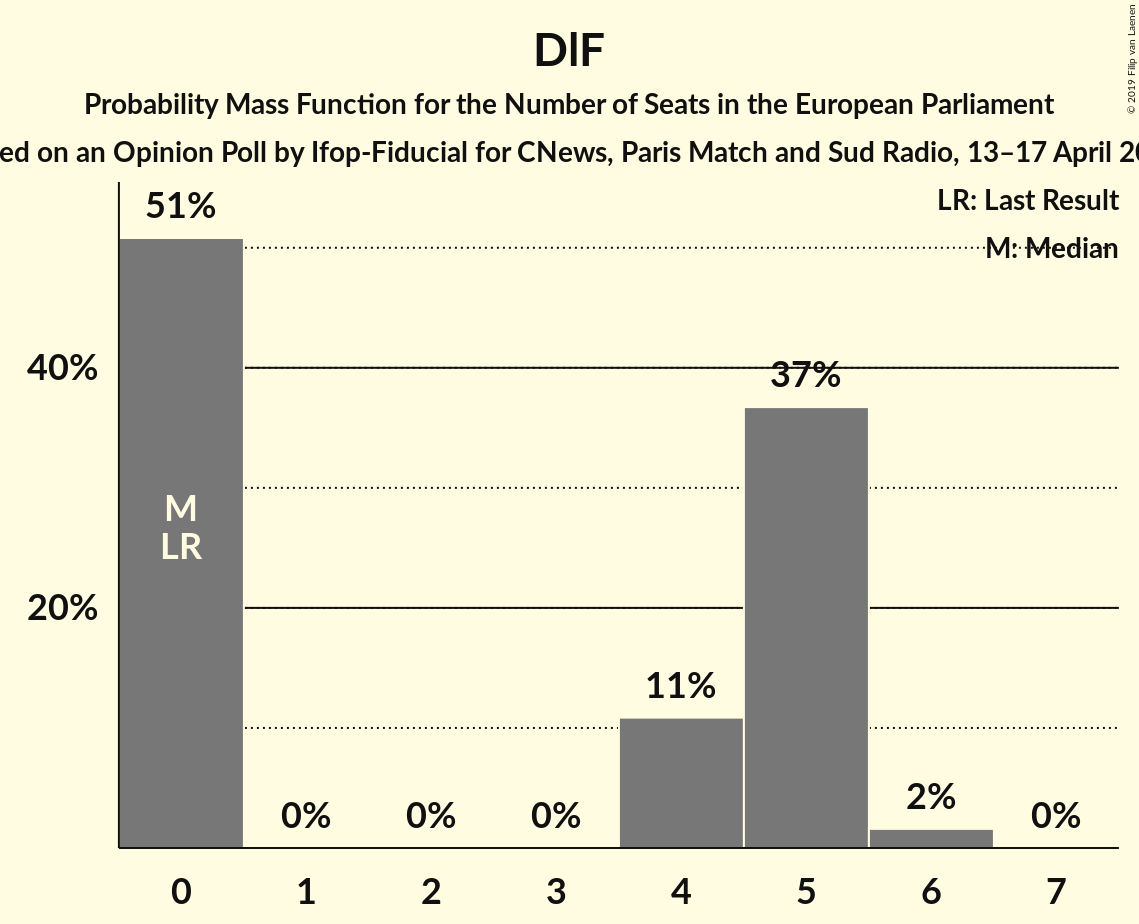 DlF
Probability Mass Function for the Number of Seats in the European Parliament
ed on an Opinion Poll by Ifop-Fiducial for CNews, Paris Match and Sud Radio, 13–17 April 20
© 2019 Filip van Laenen
LR: Last Result
M: Median
51%
40%
37%
M
LR
20%
11%
0%
0%
0%
2%
0%
0
1
2
3
4
5
6
7